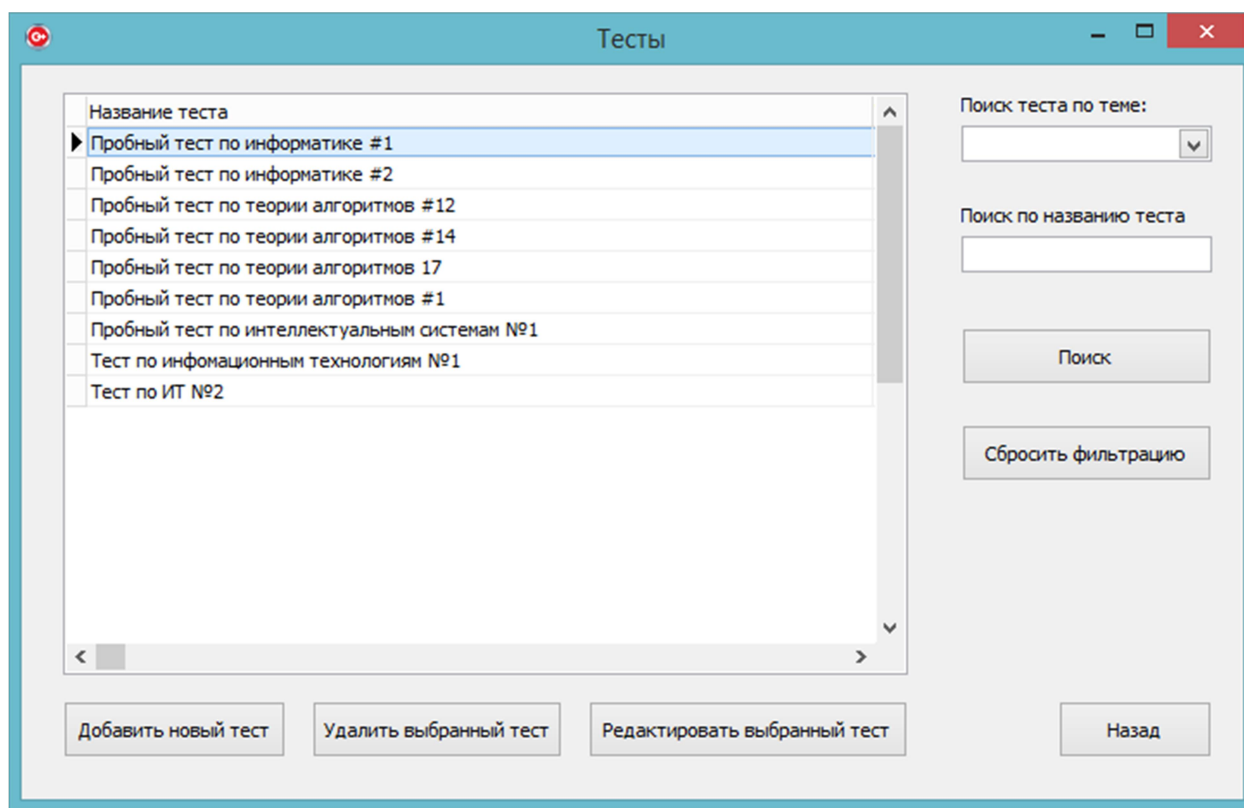 Тесты
Название теста
Пробный тест по информатике #1
Пробный тест по информатике #2
Пробный тест по теории алгоритмов #12
Пробный тест по теории алгоритмов #14
Пробный тест по теории алгоритмов 17
Пробный тест по теории алгоритмов #1
Пробный тест по интеллектуальным системам №1
Тест по инфомационным технологиям №1
Тест по ИТ №2
Поиск теста по теме:
Поиск по названию теста
Поиск
Сбросить фильтрацию
Добавить новый тест
Удалить выбранный тест
Редактировать выбранный тест
Назад